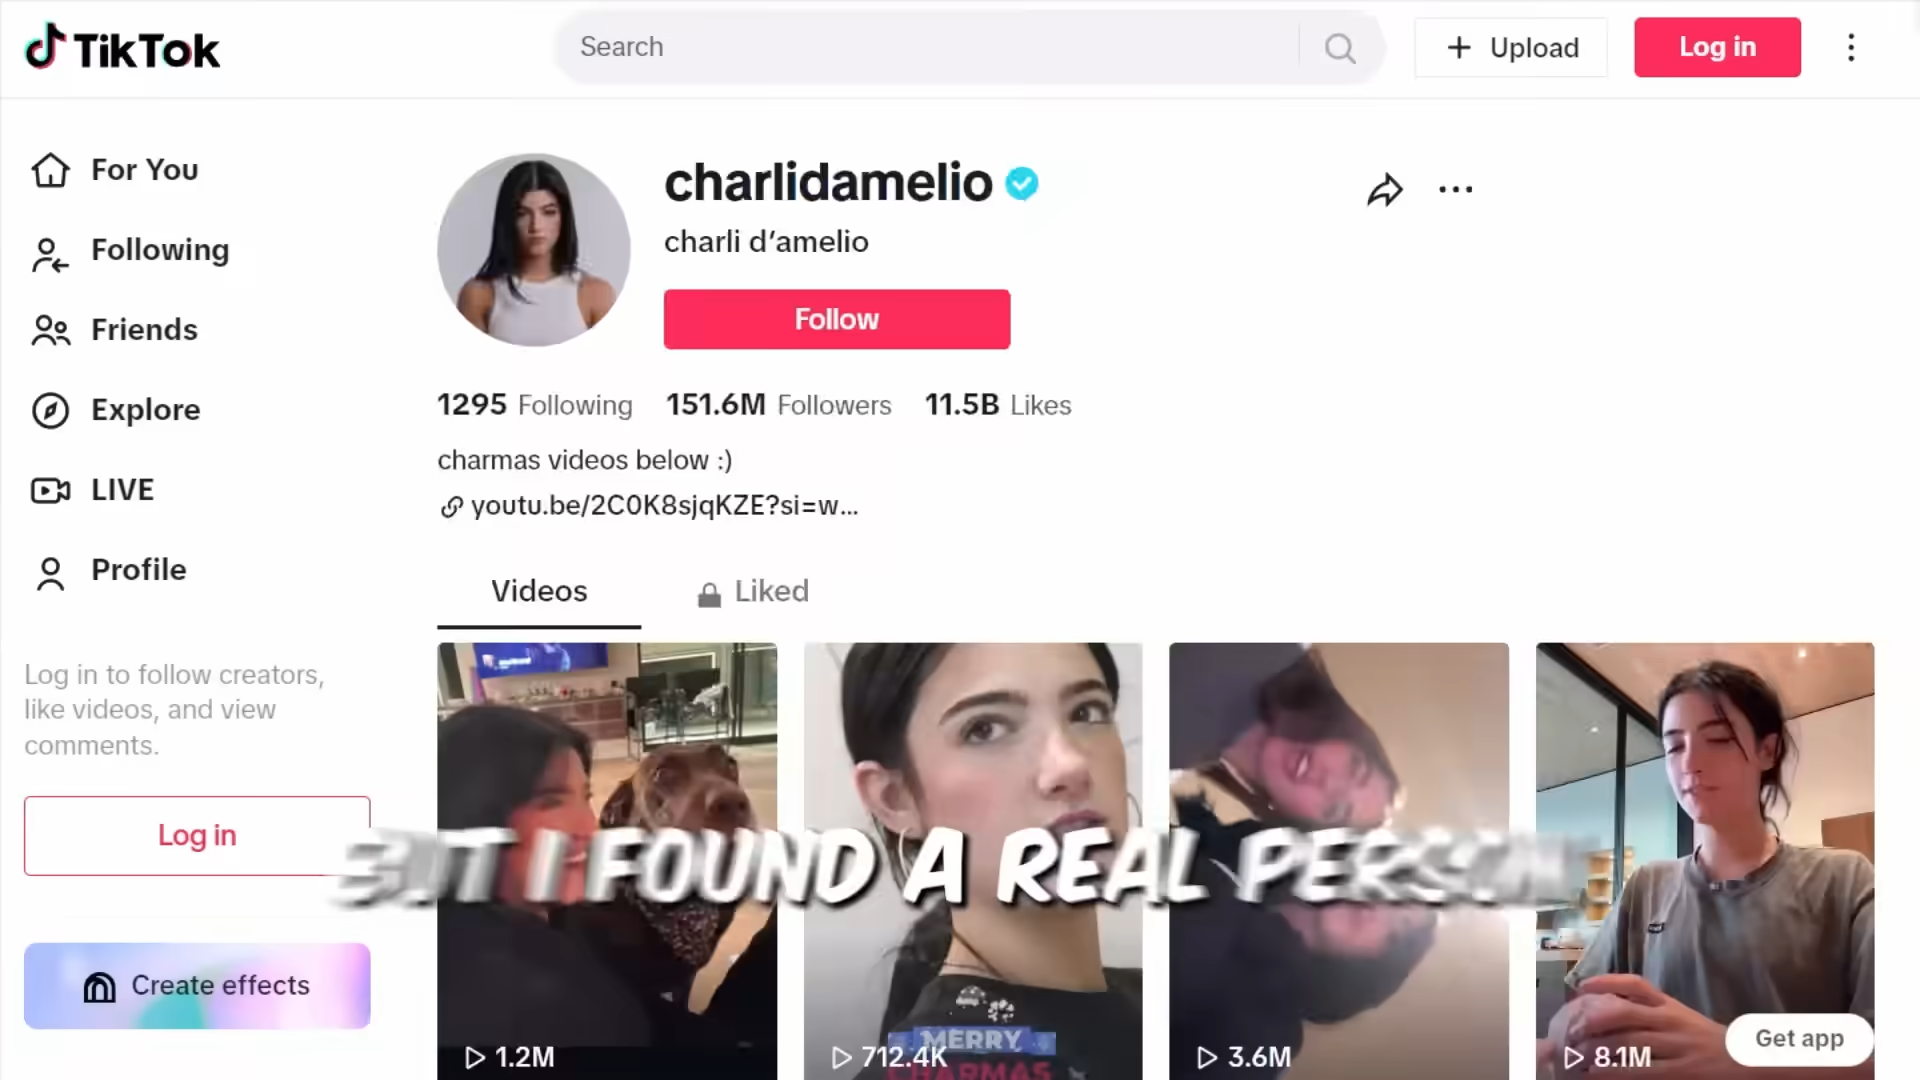 TikTok
Search
Upload
Log in
For You
Following
Friends
Explore
LIVE
Profile
Log in to follow creators,
like videos, and view
comments.
Log in
Create effects
charlidamelio
charli d’amelio
Follow
1295 Following 151.6M Followers 11.5B Likes
charmas videos below :)
youtu.be/2C0K8sjqKZE?si=w...
Videos
Liked
BUT I FOUND A REAL PERSON
MERRY
CHARMAS
1.2M
712.4K
3.6M
8.1M
Get app